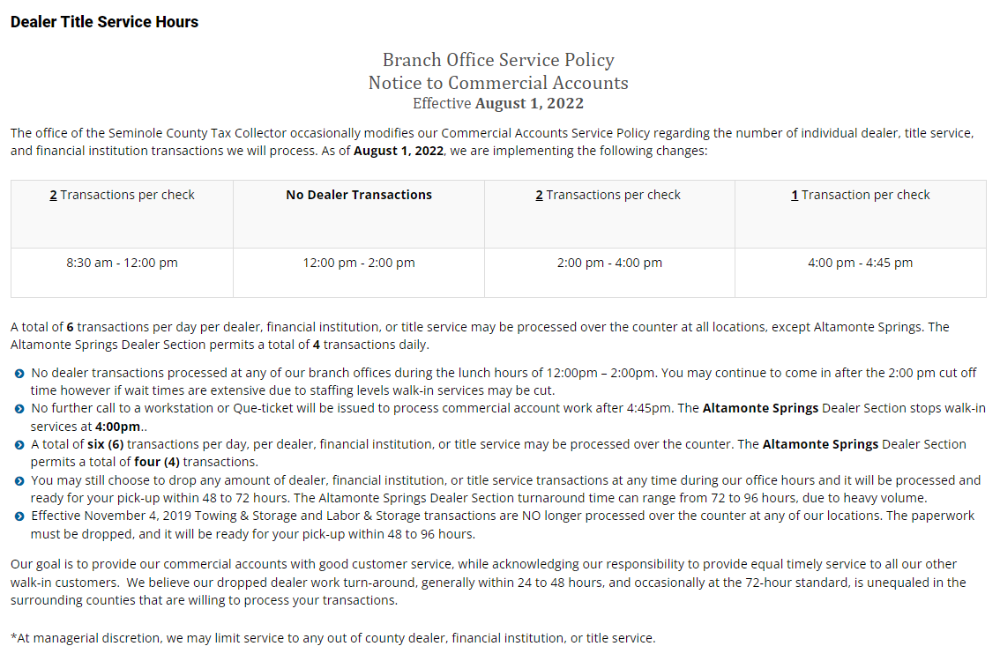 Dealer Title Service Hours
Branch Office Service Policy
Notice to Commercial Accounts
Effective August 1, 2022
The office of the Seminole County Tax Collector occasionally modifies our Commercial Accounts Service Policy regarding the number of individual dealer, title service,
and financial institution transactions we will process. As of August 1, 2022, we are implementing the following changes:
2 Transactions per check
No Dealer Transactions
2 Transactions per check
1 Transaction per check
8:30 am - 12:00 pm
12:00 pm - 2:00 pm
2:00 pm - 4:00 pm
4:00 pm - 4:45 pm
A total of 6 transactions per day per dealer, financial institution, or title service may be processed over the counter at all locations, except Altamonte Springs. The
Altamonte Springs Dealer Section permits a total of 4 transactions daily.
No dealer transactions processed at any of our branch offices during the lunch hours of 12:00pm – 2:00pm. You may continue to come in after the 2:00 pm cut off
time however if wait times are extensive due to staffing levels walk-in services may be cut.
No further call to a workstation or Que-ticket will be issued to process commercial account work after 4:45pm. The Altamonte Springs Dealer Section stops walk-in
services at 4:00pm..
A total of six (6) transactions per day, per dealer, financial institution, or title service may be processed over the counter. The Altamonte Springs Dealer Section
permits a total of four (4) transactions.
You may still choose to drop any amount of dealer, financial institution, or title service transactions at any time during our office hours and it will be processed and
ready for your pick-up within 48 to 72 hours. The Altamonte Springs Dealer Section turnaround time can range from 72 to 96 hours, due to heavy volume.
Effective November 4, 2019 Towing & Storage and Labor & Storage transactions are NO longer processed over the counter at any of our locations. The paperwork
must be dropped, and it will be ready for your pick-up within 48 to 96 hours.
Our goal is to provide our commercial accounts with good customer service, while acknowledging our responsibility to provide equal timely service to all our other
walk-in customers.  We believe our dropped dealer work turn-around, generally within 24 to 48 hours, and occasionally at the 72-hour standard, is unequaled in the
surrounding counties that are willing to process your transactions.
*At managerial discretion, we may limit service to any out of county dealer, financial institution, or title service.